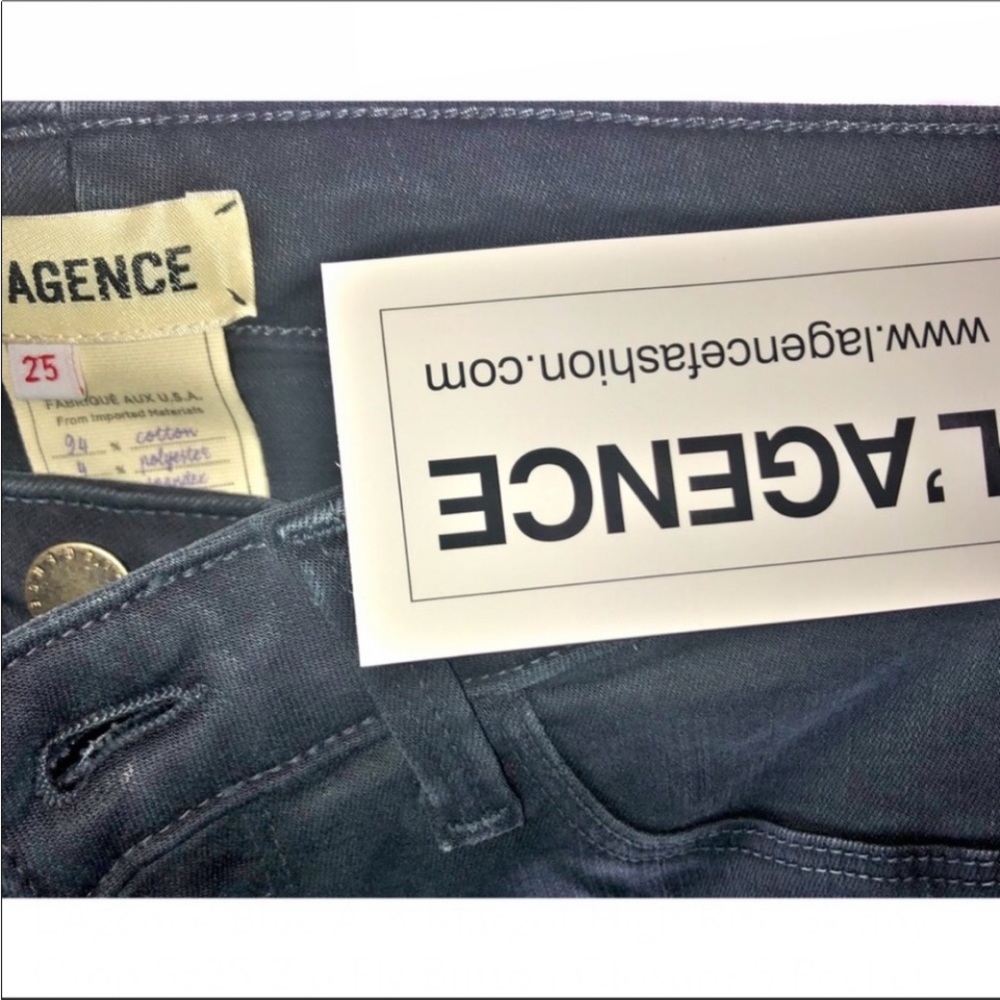 AGENCE
25
FABRIQUÉ AUX U.S.A.
From Imported Materials
94 % cotton
4 % polyester
L'AGENCE
www.lagencefashion.com